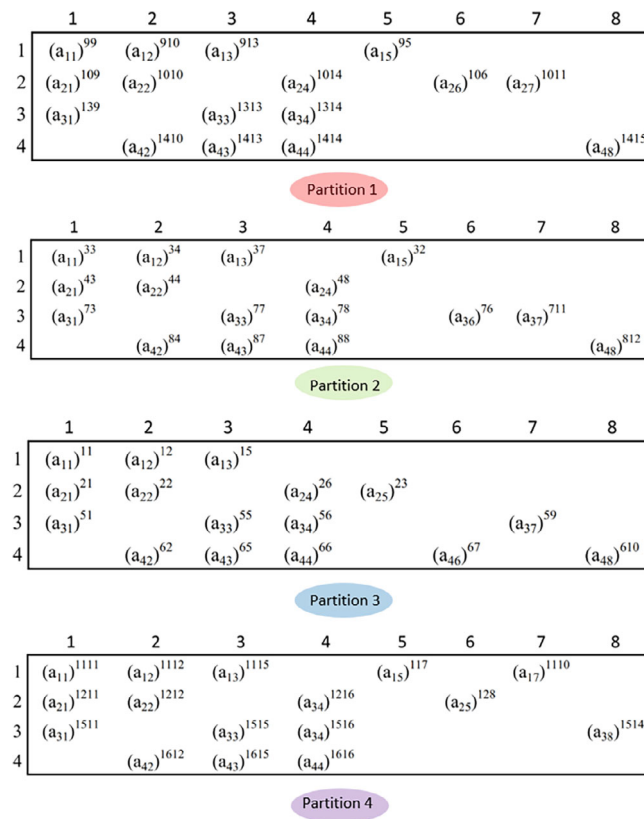 1 2 3 4 5 6 7 8
1 (a₁₁)⁹⁹ (a₁₂)⁹¹⁰ (a₁₃)⁹¹³ (a₁₅)⁹⁵
2 (a₂₁)¹⁰⁹ (a₂₂)¹⁰¹⁰ (a₂₄)¹⁰¹⁴ (a₂₆)¹⁰⁶ (a₂₇)¹⁰¹¹
3 (a₃₁)¹³⁹ (a₃₃)¹³¹³ (a₃₄)¹³¹⁴
4 (a₄₂)¹⁴¹⁰ (a₄₃)¹⁴¹³ (a₄₄)¹⁴¹⁴ (a₄₈)¹⁴¹⁵
Partition 1
1 2 3 4 5 6 7 8
1 (a₁₁)³³ (a₁₂)³⁴ (a₁₃)³⁷ (a₁₅)³²
2 (a₂₁)⁴³ (a₂₂)⁴⁴ (a₂₄)⁴⁸
3 (a₃₁)⁷³ (a₃₃)⁷⁷ (a₃₄)⁷⁸ (a₃₆)⁷⁶ (a₃₇)⁷¹¹
4 (a₄₂)⁸⁴ (a₄₃)⁸⁷ (a₄₄)⁸⁸ (a₄₈)⁸¹²
Partition 2
1 2 3 4 5 6 7 8
1 (a₁₁)¹¹ (a₁₂)¹² (a₁₃)¹⁵
2 (a₂₁)²¹ (a₂₂)²² (a₂₄)²⁶ (a₂₅)²³
3 (a₃₁)⁵¹ (a₃₃)⁵⁵ (a₃₄)⁵⁶ (a₃₇)⁵⁹
4 (a₄₂)⁶² (a₄₃)⁶⁵ (a₄₄)⁶⁶ (a₄₆)⁶⁷ (a₄₈)⁶¹⁰
Partition 3
1 2 3 4 5 6 7 8
1 (a₁₁)¹¹¹¹ (a₁₂)¹¹¹² (a₁₃)¹¹¹⁵ (a₁₅)¹¹⁷ (a₁₇)¹¹¹⁰
2 (a₂₁)¹²¹¹ (a₂₂)¹²¹² (a₃₄)¹²¹⁶ (a₂₅)¹²⁸
3 (a₃₁)¹⁵¹¹ (a₃₃)¹⁵¹⁵ (a₃₄)¹⁵¹⁶ (a₃₈)¹⁵¹⁴
4 (a₄₂)¹⁶¹² (a₄₃)¹⁶¹⁵ (a₄₄)¹⁶¹⁶
Partition 4